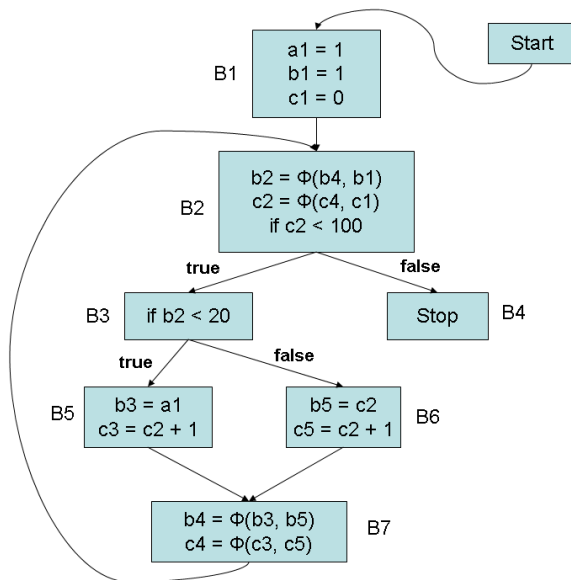 Start
B1
a1 = 1
b1 = 1
c1 = 0
B2
b2 = Φ(b4, b1)
c2 = Φ(c4, c1)
if c2 < 100
true
false
B3
if b2 < 20
Stop
B4
true
false
B5
b3 = a1
c3 = c2 + 1
b5 = c2
c5 = c2 + 1
B6
b4 = Φ(b3, b5)
c4 = Φ(c3, c5)
B7